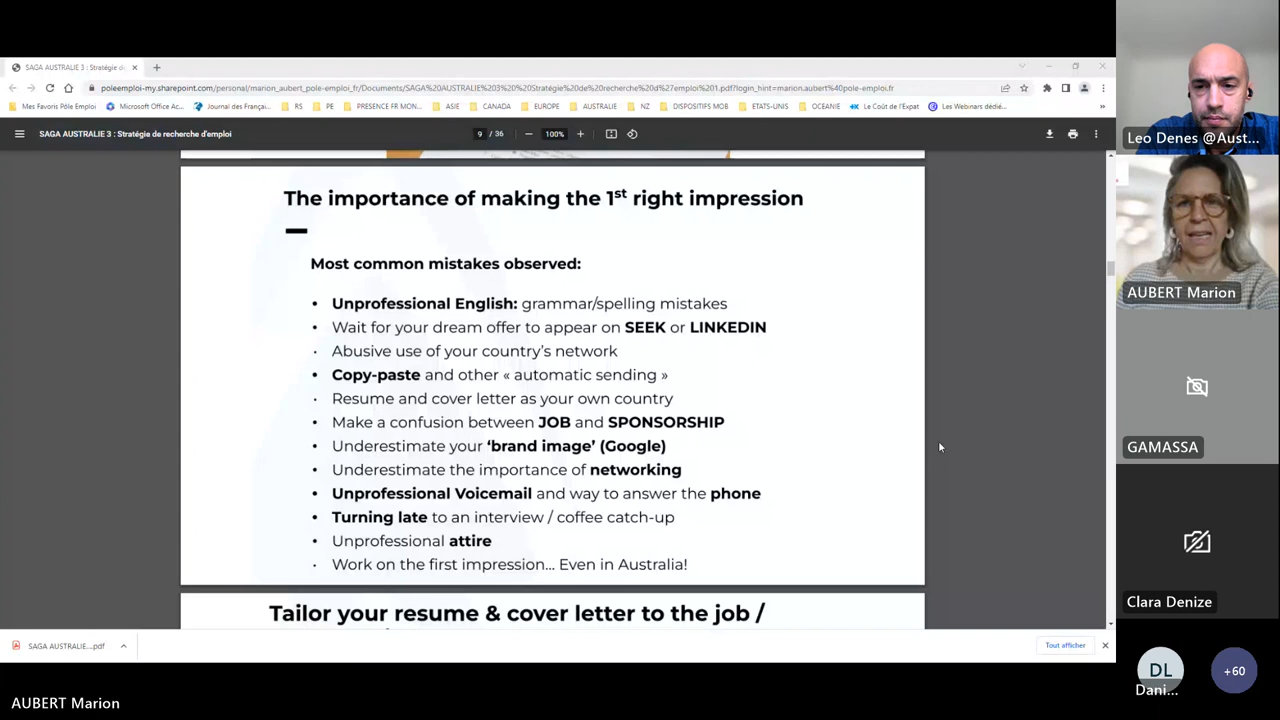 SAGA AUSTRALIE 3 : Stratégie de
poleemploi-my.sharepoint.com/personal/marion_aubert_pole-emploi_fr/Documents/SAGA%20AUSTRALIE%203%20%20Stratégie%20de%20recherche%20d%27emploi%201.pdf?login_hint=marion.aubert%40pole-emploi.fr
Mes Favoris Pôle Emploi Microsoft Office Acc... Journal des Françai... RS PE PRESENCE FR MON... ASIE CANADA EUROPE AUSTRALIE NZ DISPOSITIFS MOB ETATS-UNIS OCEANIE Le Coût de l'Expat Les Webinars dédié... »
SAGA AUSTRALIE 3 : Stratégie de recherche d'emploi 9 / 36 100%
The importance of making the 1st right impression
Most common mistakes observed:
• Unprofessional English: grammar/spelling mistakes
• Wait for your dream offer to appear on SEEK or LINKEDIN
• Abusive use of your country's network
• Copy-paste and other « automatic sending »
• Resume and cover letter as your own country
• Make a confusion between JOB and SPONSORSHIP
• Underestimate your ‘brand image’ (Google)
• Underestimate the importance of networking
• Unprofessional Voicemail and way to answer the phone
• Turning late to an interview / coffee catch-up
• Unprofessional attire
• Work on the first impression... Even in Australia!
Tailor your resume & cover letter to the job /
SAGA AUSTRALIE....pdf
Tout afficher
AUBERT Marion
Leo Denes @Aust...
AUBERT Marion
GAMASSA
Clara Denize
DL
Dani...
+60